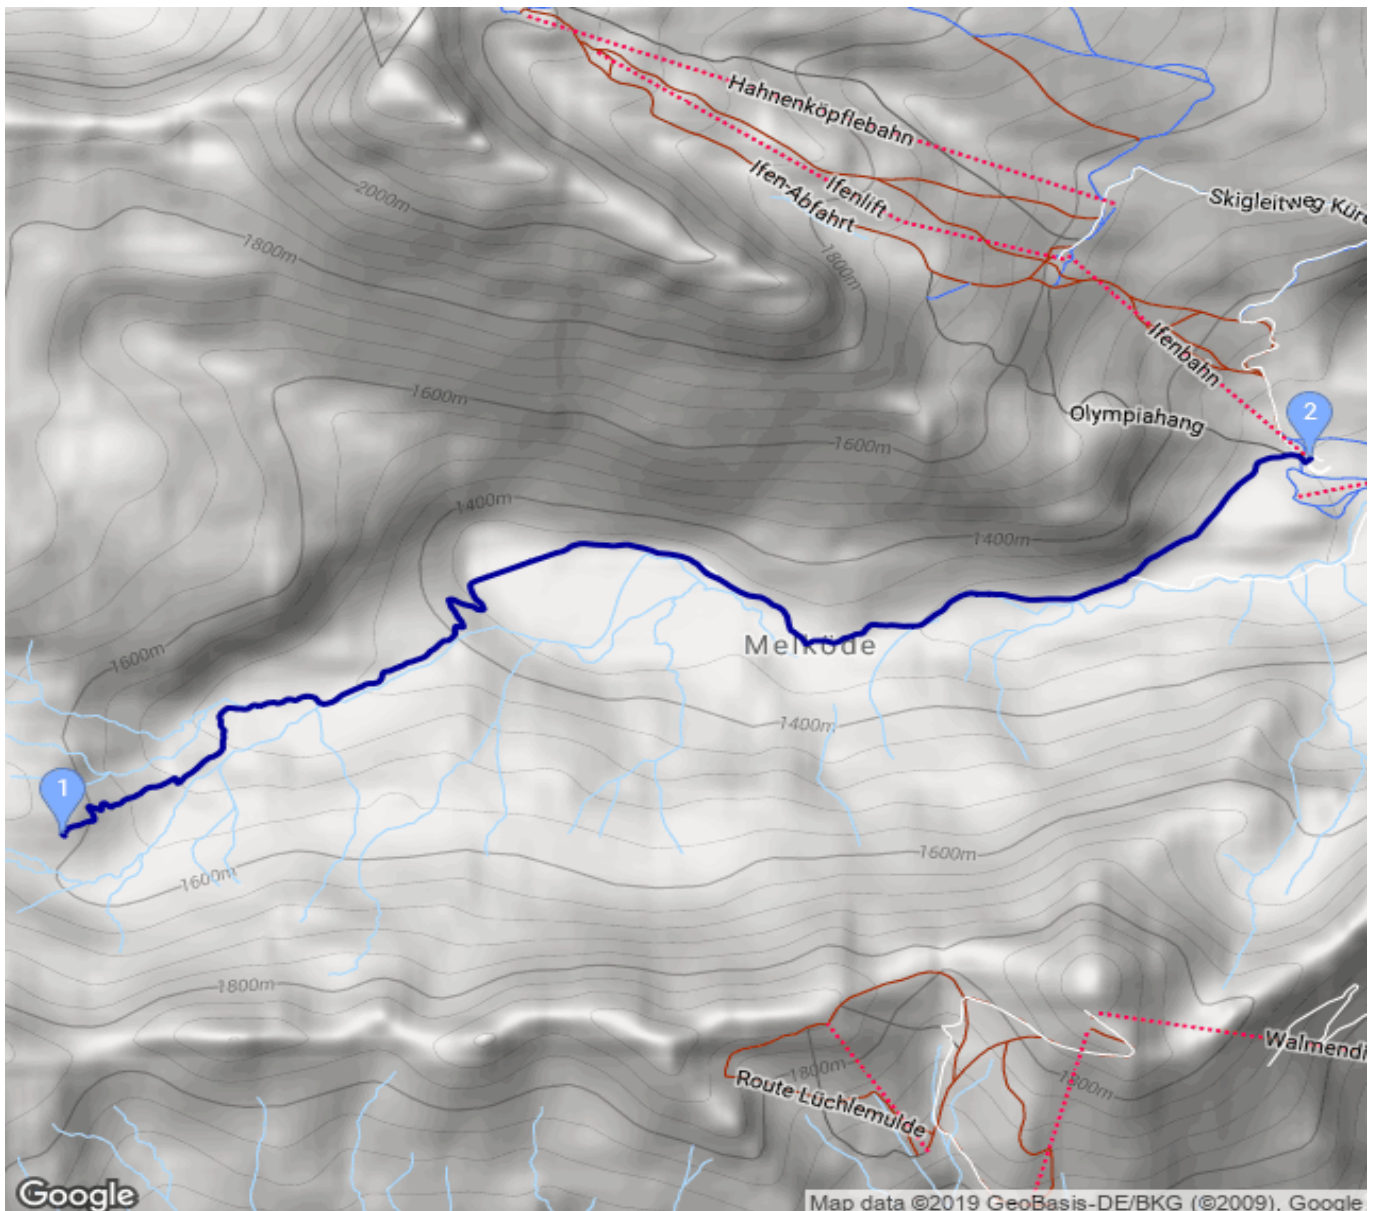 Hahnenköpflebahn
Ifenlift
Ifen-Abfahrt
Skigleitweg Küre
2000m
1800m
1800m
Ifenbahn
1600m
Olympiahang
2
1600m
1400m
1400m
Melköde
1600m
1400m
1
1600m
1600m
1800m
Walmendi
1800m
1800m
Route Lüchlemulde
Google
Map data ©2019 GeoBasis-DE/BKG (©2009), Google